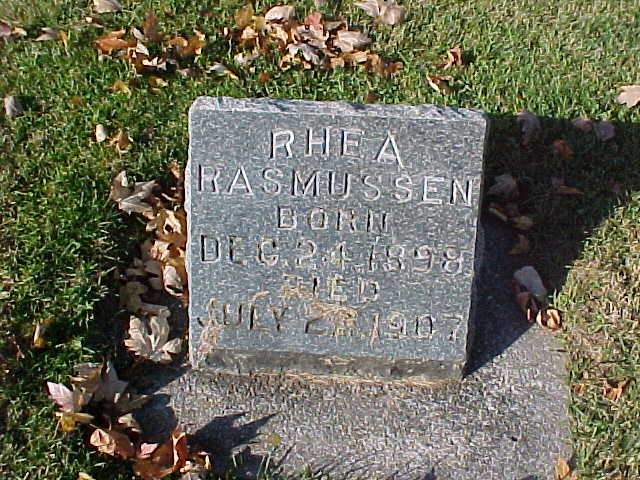 RHEA
RASMUSSEN
BORN
DEC. 24. 1898
DIED
JULY 1907